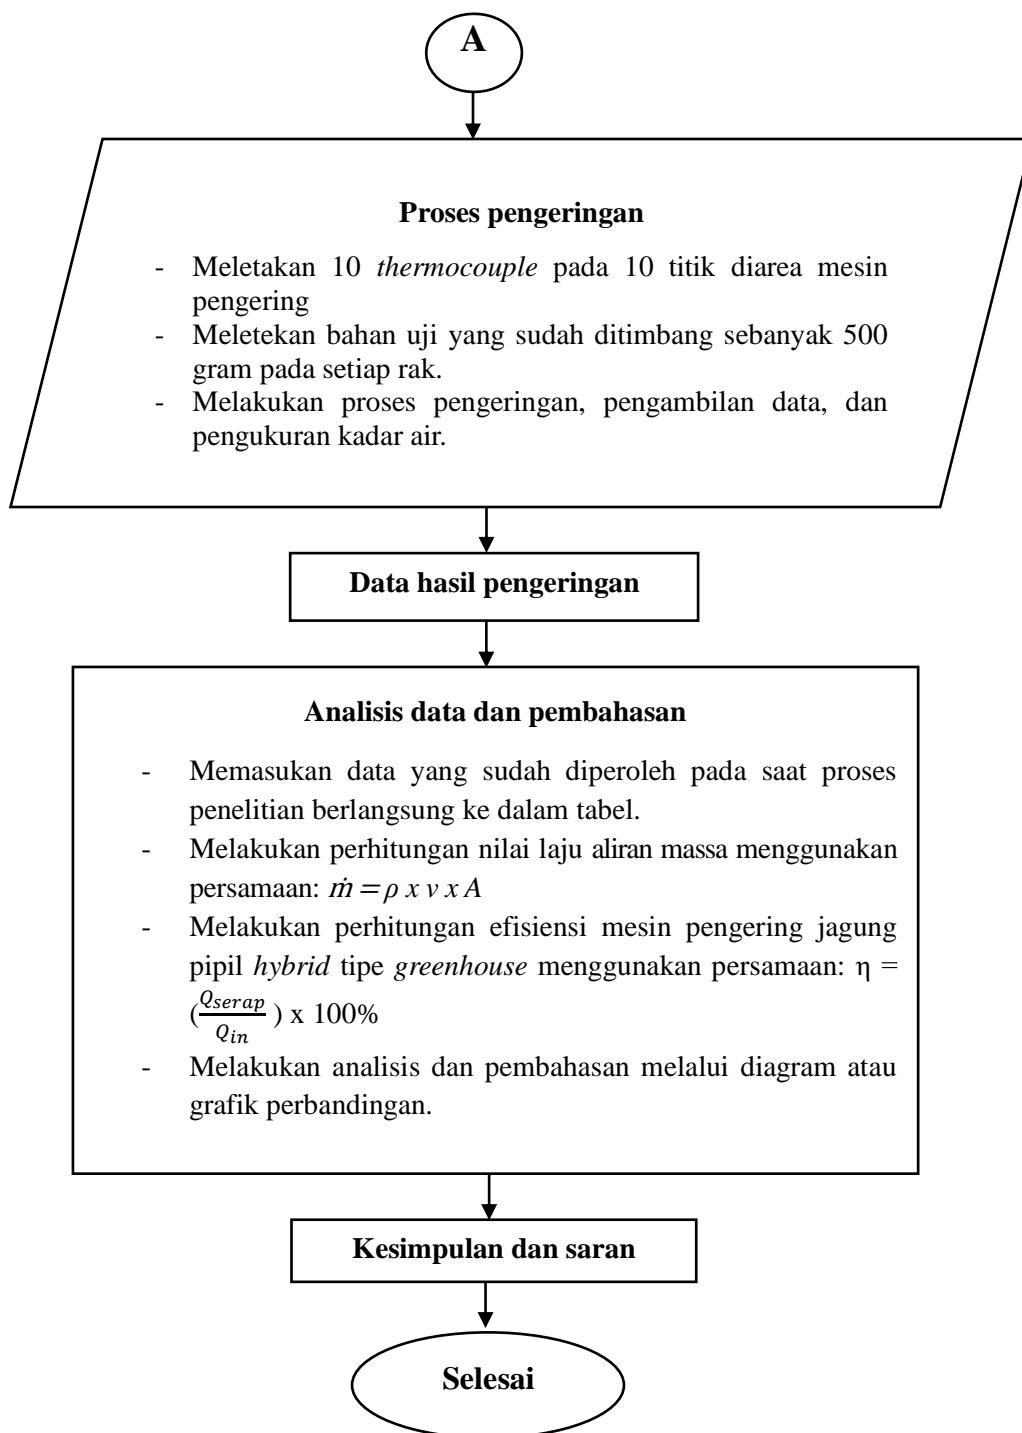 A
Proses pengeringan
- Meletakan 10 thermocouple pada 10 titik diarea mesin
pengering
- Meletekan bahan uji yang sudah ditimbang sebanyak 500
gram pada setiap rak.
- Melakukan proses pengeringan, pengambilan data, dan
pengukuran kadar air.
Data hasil pengeringan
Analisis data dan pembahasan
- Memasukan data yang sudah diperoleh pada saat proses
penelitian berlangsung ke dalam tabel.
- Melakukan perhitungan nilai laju aliran massa menggunakan
persamaan: ṁ = ρ x v x A
- Melakukan perhitungan efisiensi mesin pengering jagung
pipil hybrid tipe greenhouse menggunakan persamaan: η =
(Qserap/Qin) x 100%
- Melakukan analisis dan pembahasan melalui diagram atau
grafik perbandingan.
Kesimpulan dan saran
Selesai